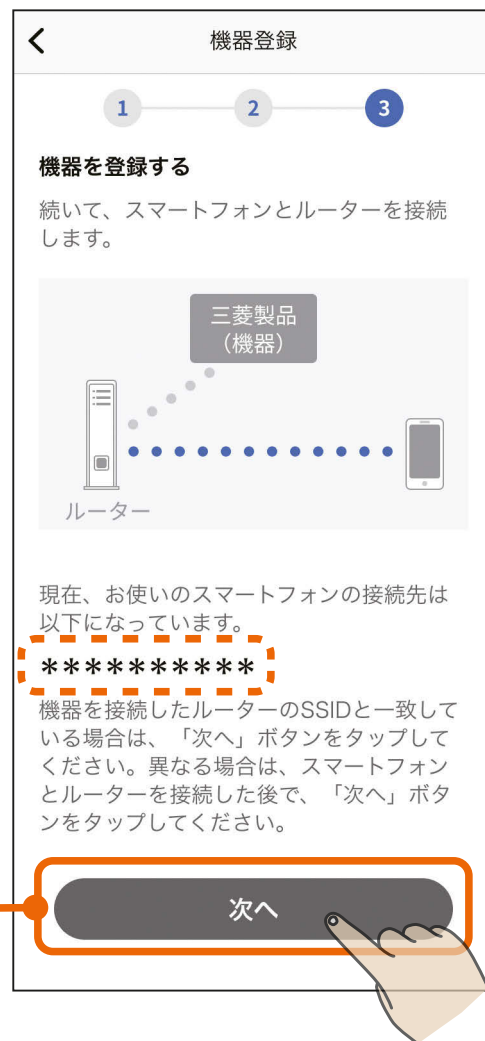 機器登録
1 2 3
機器を登録する
続いて、スマートフォンとルーターを接続
します。
三菱製品
（機器）
ルーター
現在、お使いのスマートフォンの接続先は
以下になっています。
**********
機器を接続したルーターのSSIDと一致して
いる場合は、「次へ」ボタンをタップして
ください。異なる場合は、スマートフォン
とルーターを接続した後で、「次へ」ボタ
ンをタップしてください。
次へ